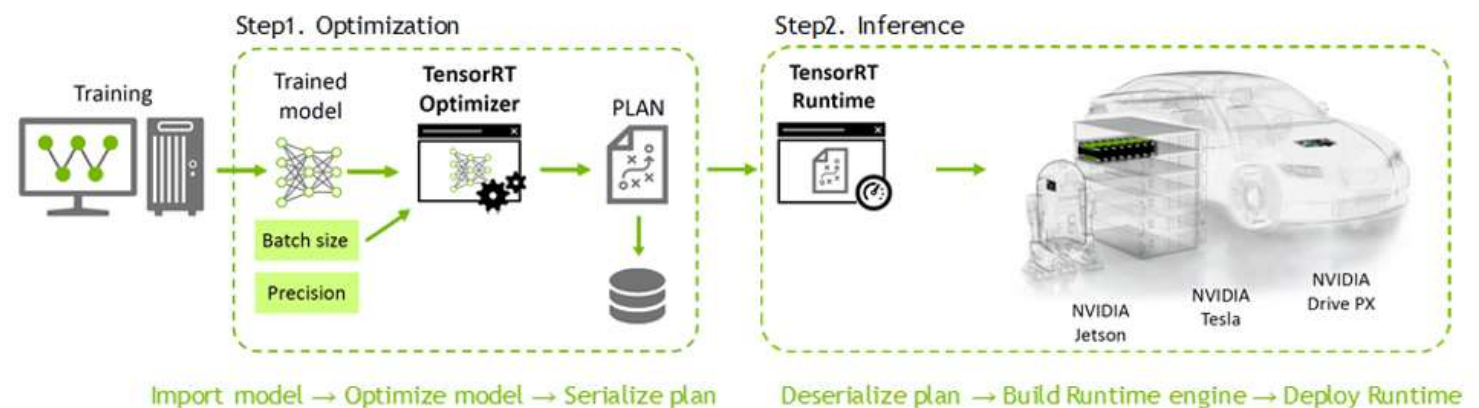 Step1. Optimization
Step2. Inference
Training
Trained
model
TensorRT
Optimizer
PLAN
Batch size
Precision
TensorRT
Runtime
NVIDIA
Jetson
NVIDIA
Tesla
NVIDIA
Drive PX
Import model → Optimize model → Serialize plan
Deserialize plan → Build Runtime engine → Deploy Runtime